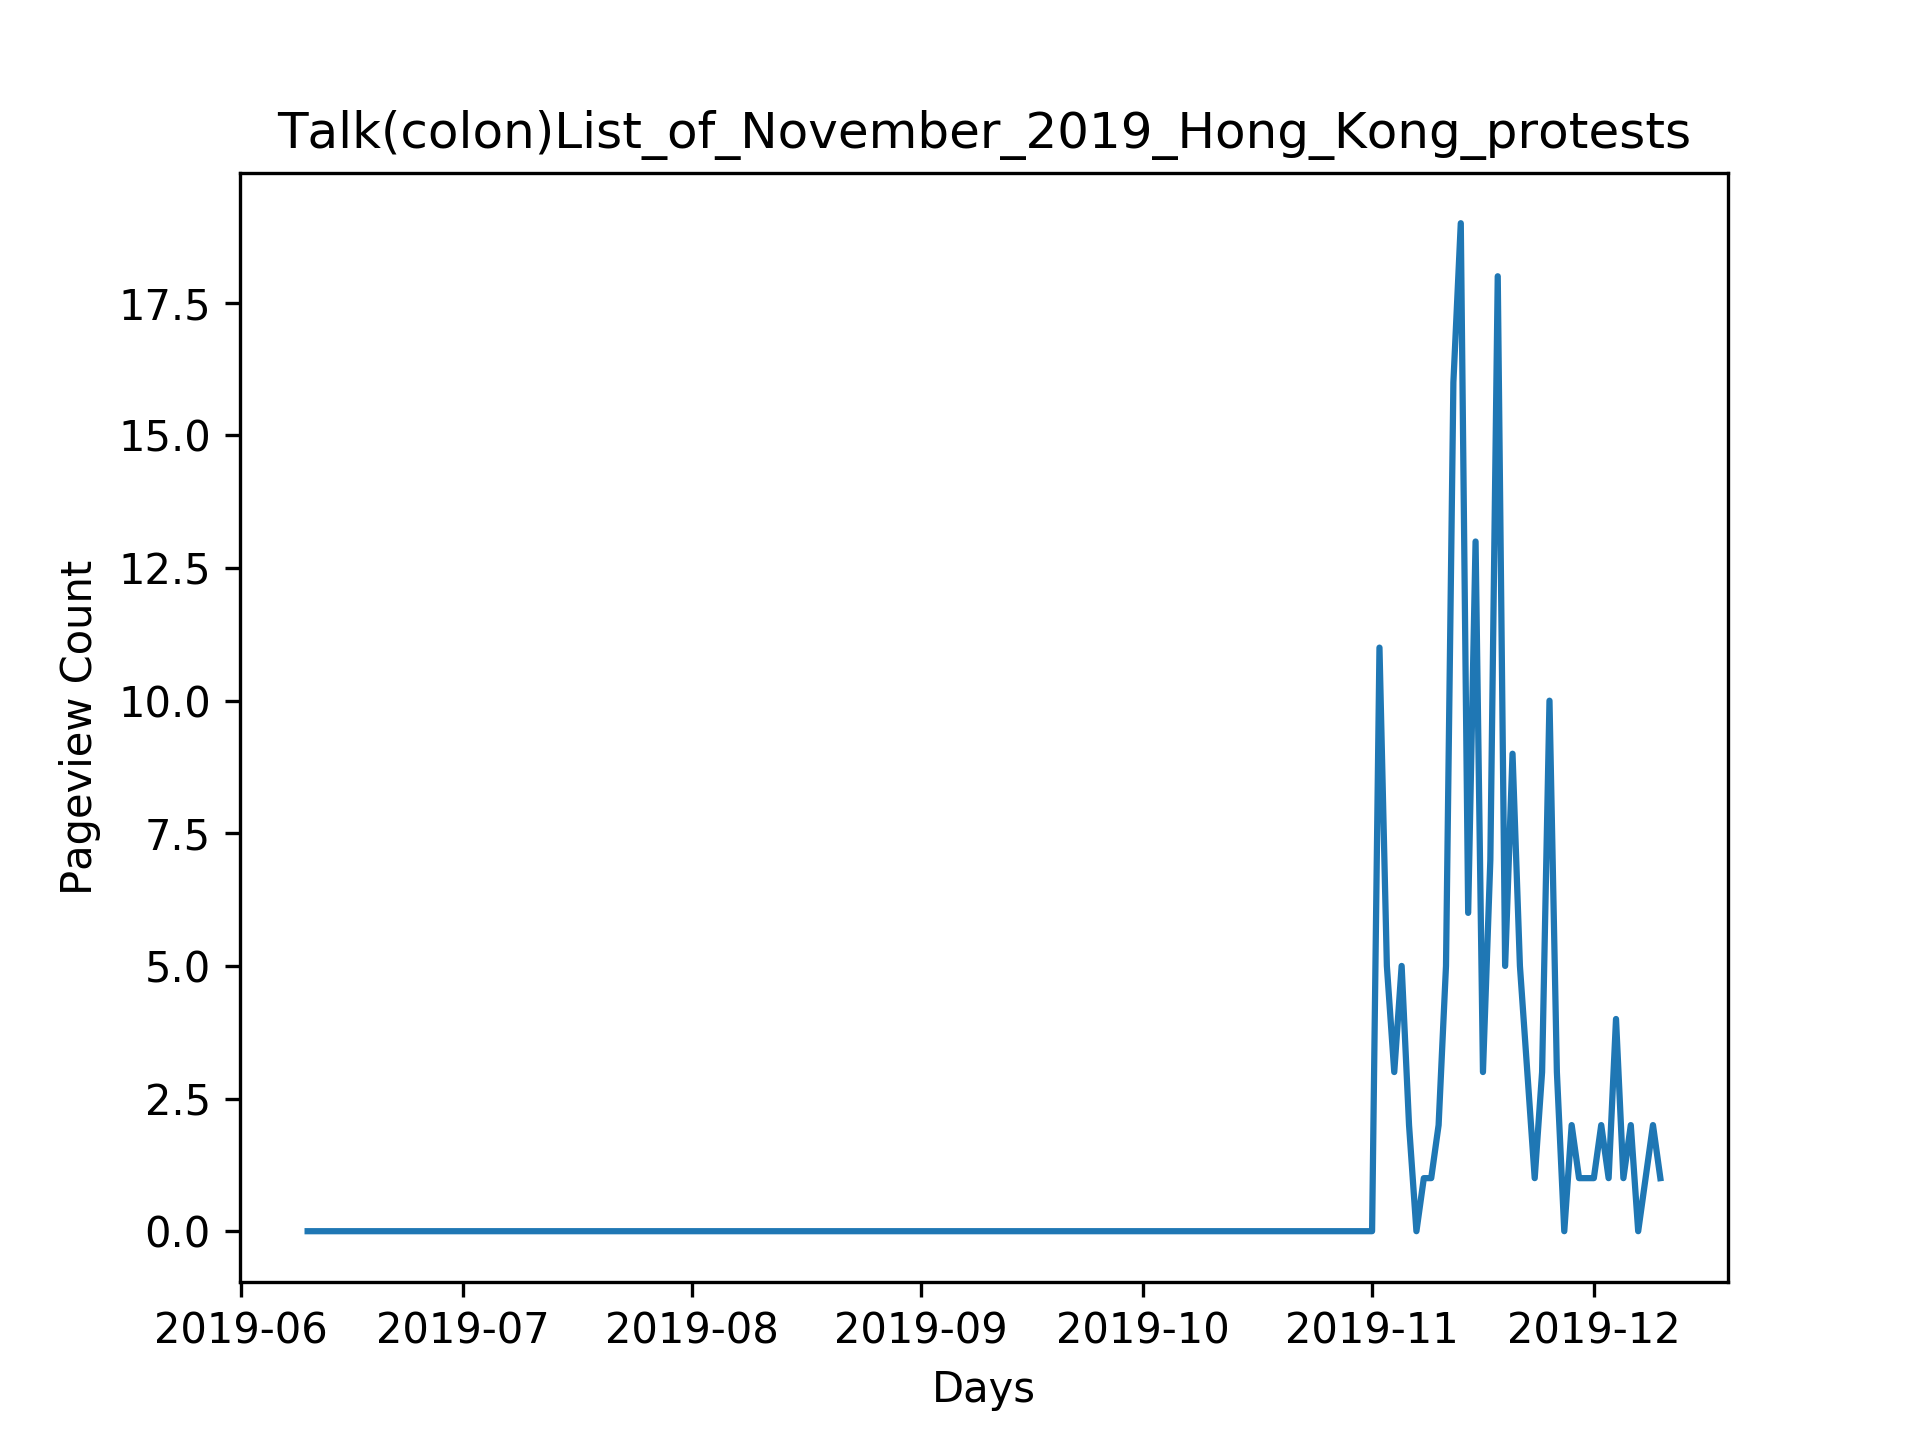 Talk(colon)List_of_November_2019_Hong_Kong_protests
17.5
15.0
12.5
10.0
7.5
5.0
2.5
0.0
Pageview Count
2019-06 2019-07 2019-08 2019-09 2019-10 2019-11 2019-12
Days